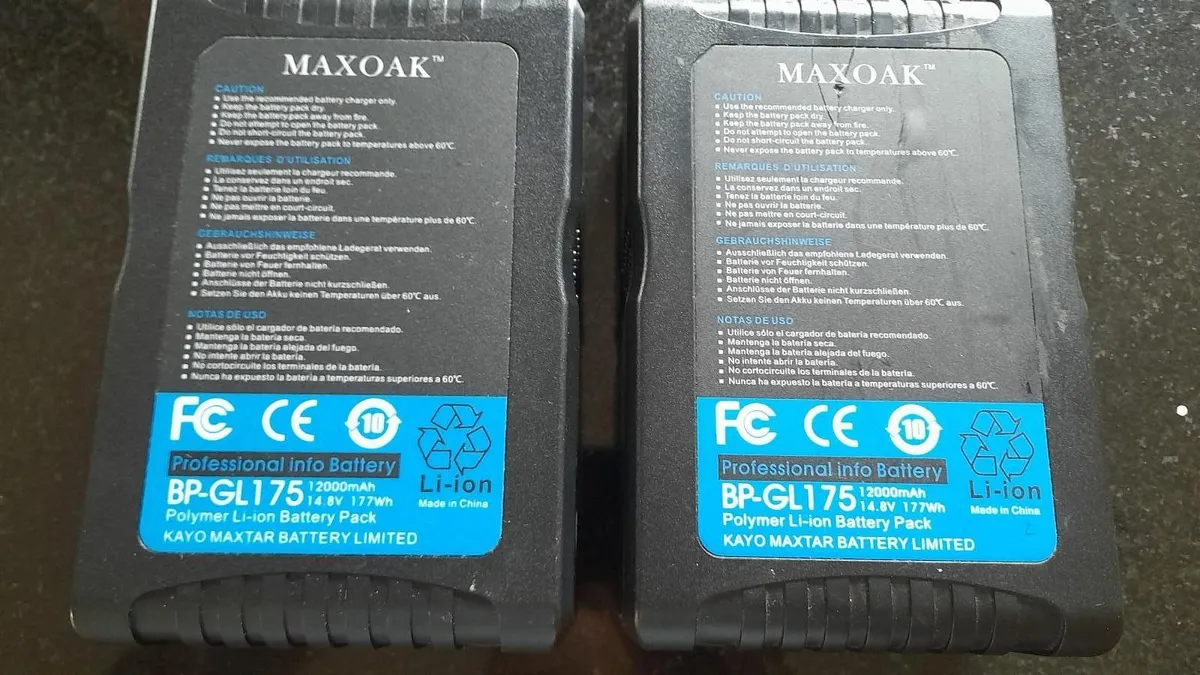 MAXOAK™
CAUTION
▪ Use the recommended battery charger only.
▪ Keep the battery pack dry.
▪ Keep the battery pack away from fire.
▪ Do not attempt to open the battery pack.
▪ Do not short-circuit the battery pack.
▪ Never expose the battery pack to temperatures above 60℃.
REMARQUES D'UTILISATION
▪ Utilisez seulement la chargeur recommande.
▪ La conservez dans un endroit sec.
▪ Tenez la batterie loin du feu.
▪ Ne pas ouvrir la batterie.
▪ Ne pas mettre en court-circuit.
▪ Ne jamais exposer la batterie dans une température plus de 60℃.
GEBRAUCHSHINWEISE
▪ Ausschließlich das empfohlene Ladegerat verwenden.
▪ Batterie vor Feuchtigkeit schützen.
▪ Batterie von Feuer fernhalten.
▪ Batterie nicht öffnen.
▪ Anschlüsse der Batterie nicht kurzschließen.
▪ Setzen Sie den Akku keinen Temperaturen über 60℃ aus.
NOTAS DE USO
▪ Utilice sólo el cargador de batería recomendado.
▪ Mantenga la batería seca.
▪ Mantenga la batería alejada del fuego.
▪ No intente abrir la batería.
▪ No cortocircuite los terminales de la batería.
▪ Nunca ha expuesto la batería a temperaturas superiores a 60℃.
FC CE 10
Professional info Battery
BP-GL175 12000mAh
14.8V 177Wh
Li-ion
Made in China
Polymer Li-ion Battery Pack
KAYO MAXTAR BATTERY LIMITED
MAXOAK™
CAUTION
▪ Use the recommended battery charger only.
▪ Keep the battery pack dry.
▪ Keep the battery pack away from fire.
▪ Do not attempt to open the battery pack.
▪ Do not short-circuit the battery pack.
▪ Never expose the battery pack to temperatures above 60℃.
REMARQUES D'UTILISATION
▪ Utilisez seulement la chargeur recommande.
▪ La conservez dans un endroit sec.
▪ Tenez la batterie loin du feu.
▪ Ne pas ouvrir la batterie.
▪ Ne pas mettre en court-circuit.
▪ Ne jamais exposer la batterie dans une température plus de 60℃.
GEBRAUCHSHINWEISE
▪ Ausschließlich das empfohlene Ladegerat verwenden.
▪ Batterie vor Feuchtigkeit schützen.
▪ Batterie von Feuer fernhalten.
▪ Batterie nicht öffnen.
▪ Anschlüsse der Batterie nicht kurzschließen.
▪ Setzen Sie den Akku keinen Temperaturen über 60℃ aus.
NOTAS DE USO
▪ Utilice sólo el cargador de batería recomendado.
▪ Mantenga la batería seca.
▪ Mantenga la batería alejada del fuego.
▪ No intente abrir la batería.
▪ No cortocircuite los terminales de la batería.
▪ Nunca ha expuesto la batería a temperaturas superiores a 60℃.
FC CE 10
Professional info Battery
BP-GL175 12000mAh
14.8V 177Wh
Li-ion
Made in China
Polymer Li-ion Battery Pack
KAYO MAXTAR BATTERY LIMITED